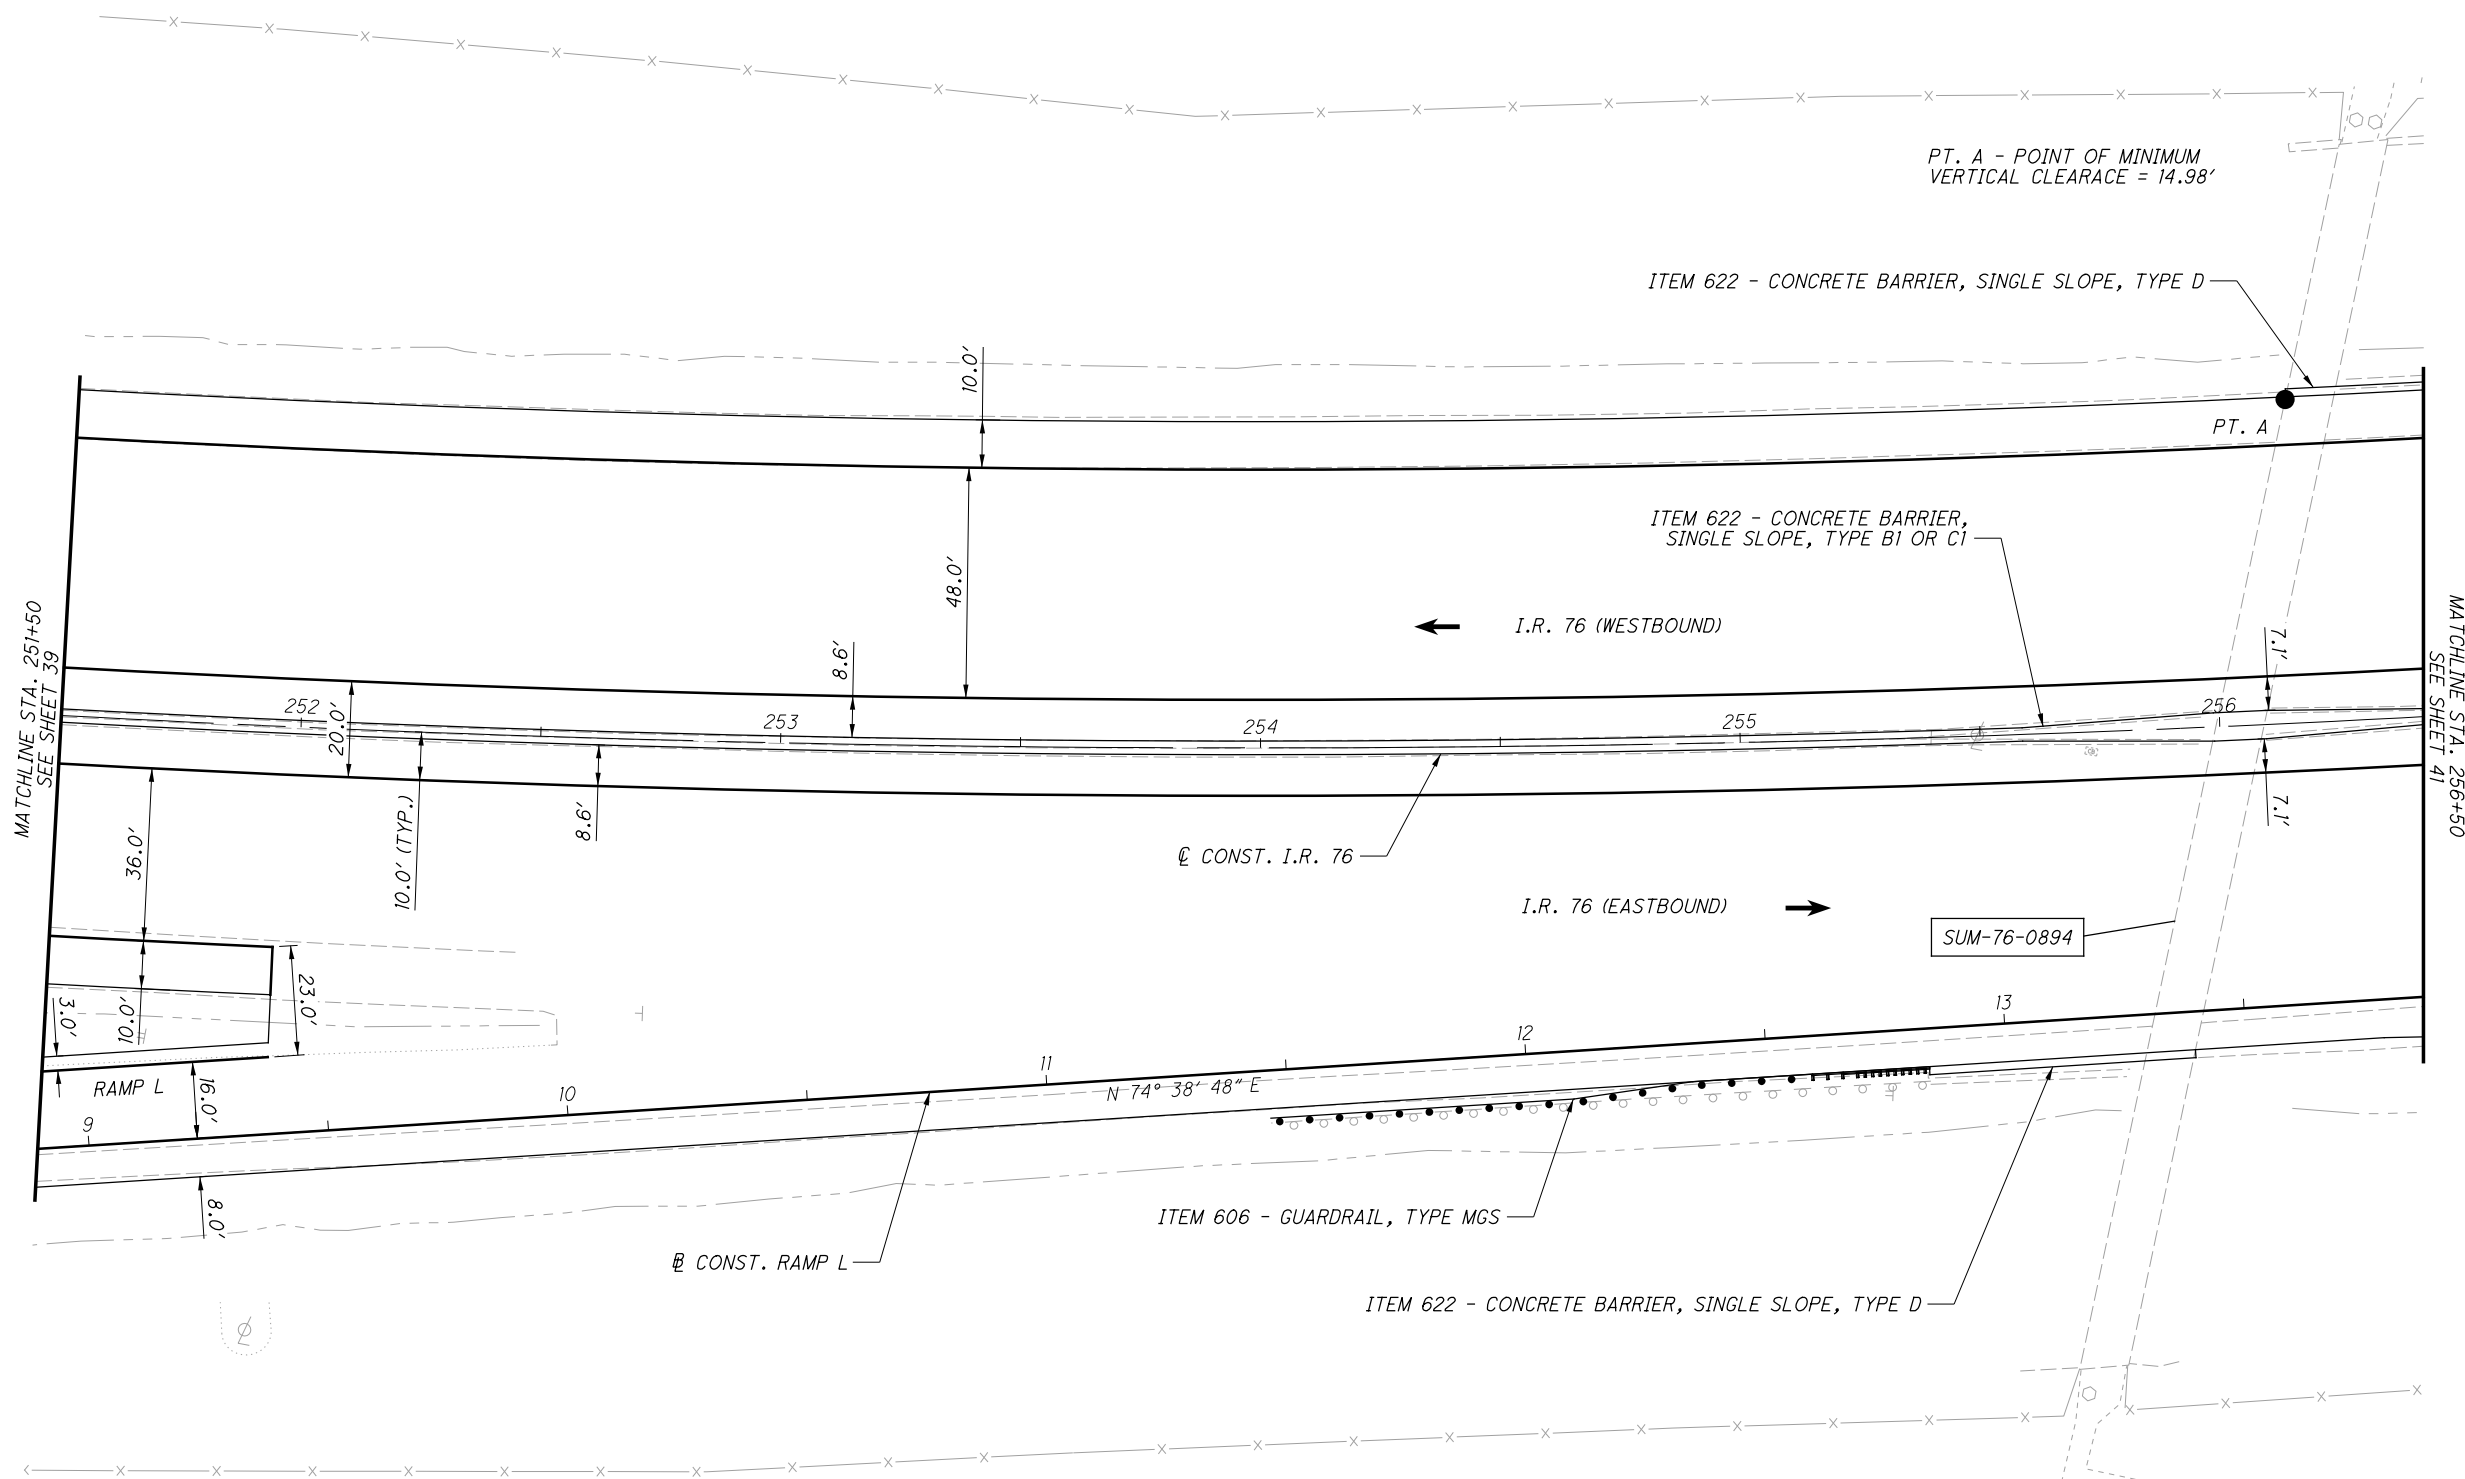 PT. A - POINT OF MINIMUM
VERTICAL CLEARACE = 14.98'
ITEM 622 - CONCRETE BARRIER, SINGLE SLOPE, TYPE D
10.0'
PT. A
48.0'
ITEM 622 - CONCRETE BARRIER,
SINGLE SLOPE, TYPE B1 OR C1
I.R. 76 (WESTBOUND)
8.6'
7.1'
MATCHLINE STA. 251+50
SEE SHEET 39
MATCHLINE STA. 256+50
SEE SHEET 41
252
253
254
255
256
20.0'
10.0' (TYP.)
8.6'
7.1'
36.0'
℄ CONST. I.R. 76
I.R. 76 (EASTBOUND)
SUM-76-0894
23.0'
3.0'
10.0'
RAMP L
16.0'
9
10
11
12
13
N 74° 38' 48" E
8.0'
ITEM 606 - GUARDRAIL, TYPE MGS
BL CONST. RAMP L
ITEM 622 - CONCRETE BARRIER, SINGLE SLOPE, TYPE D